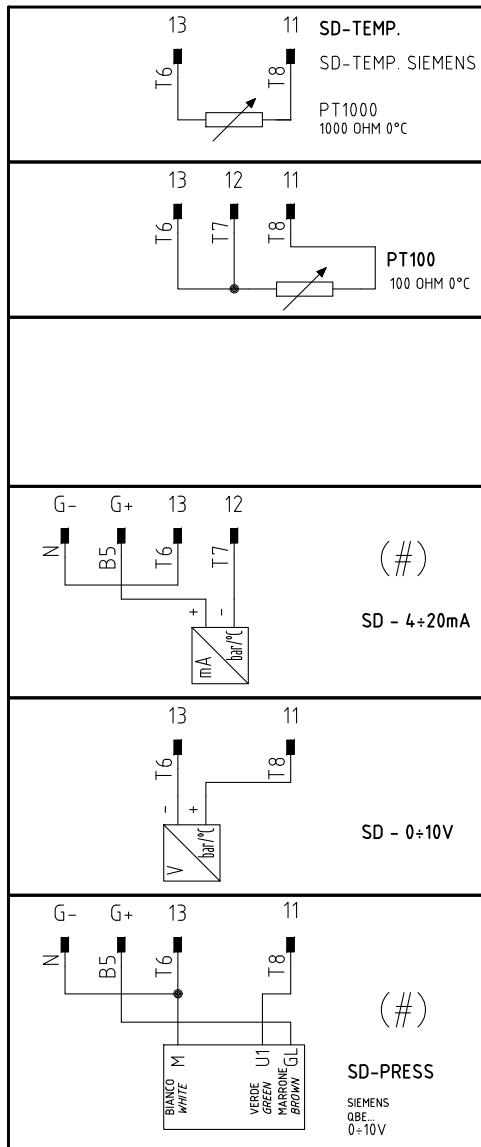 13 11 SD-TEMP.
T6 T8 SD-TEMP. SIEMENS
PT1000
1000 OHM 0°C
13 12 11
T6 T7 T8
PT100
100 OHM 0°C
G- G+ 13 12
N B5 T6 T7
(#)
+ -
mA bar/°C
SD - 4÷20mA
13 11
T6 T8
- +
V bar/°C
SD - 0÷10V
G- G+ 13 11
N B5 T6 T8
(#)
M U1 GL
BIANCO VERDE MARRONE
WHITE GREEN BROWN
SD-PRESS
SIEMENS
QBE...
0÷10V